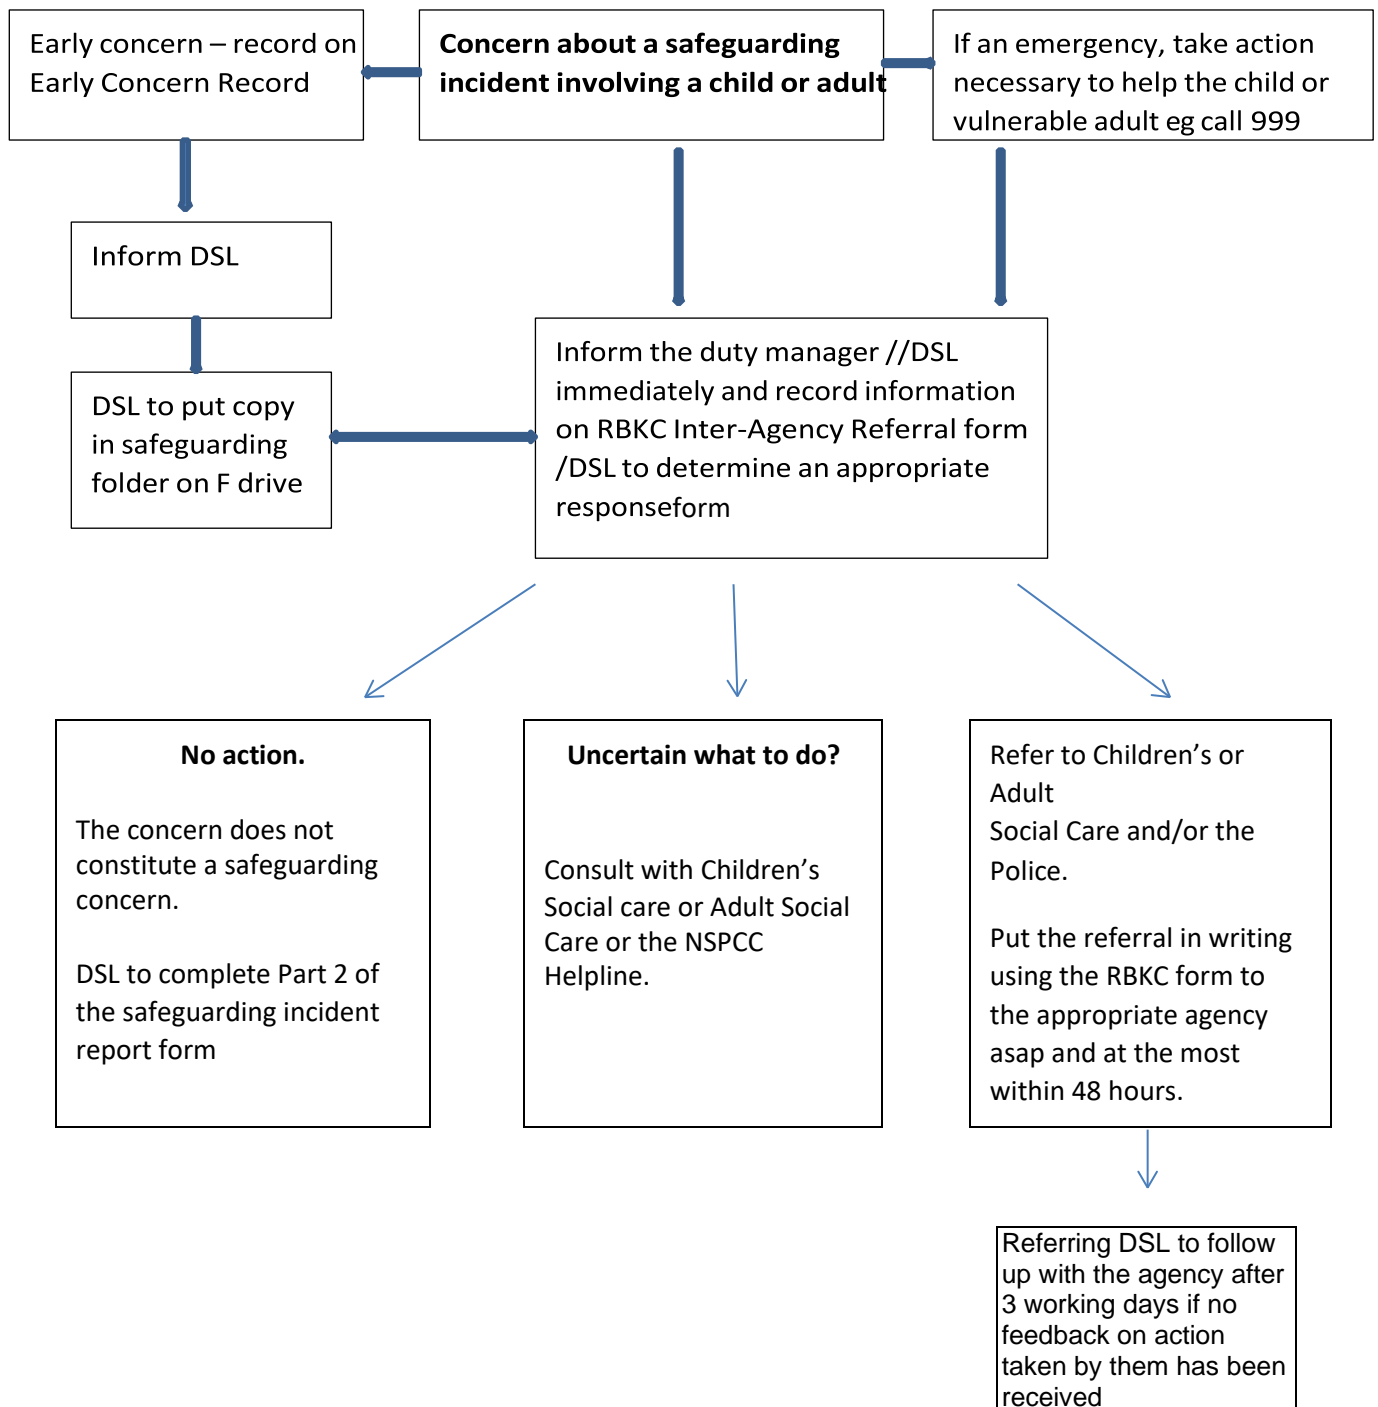 Early concern – record on
Early Concern Record
Concern about a safeguarding
incident involving a child or adult
If an emergency, take action
necessary to help the child or
vulnerable adult eg call 999
Inform DSL
DSL to put copy
in safeguarding
folder on F drive
Inform the duty manager //DSL
immediately and record information
on RBKC Inter-Agency Referral form
/DSL to determine an appropriate
responseform
No action.
The concern does not
constitute a safeguarding
concern.
DSL to complete Part 2 of
the safeguarding incident
report form
Uncertain what to do?
Consult with Children’s
Social care or Adult Social
Care or the NSPCC
Helpline.
Refer to Children’s or
Adult
Social Care and/or the
Police.
Put the referral in writing
using the RBKC form to
the appropriate agency
asap and at the most
within 48 hours.
Referring DSL to follow
up with the agency after
3 working days if no
feedback on action
taken by them has been
received